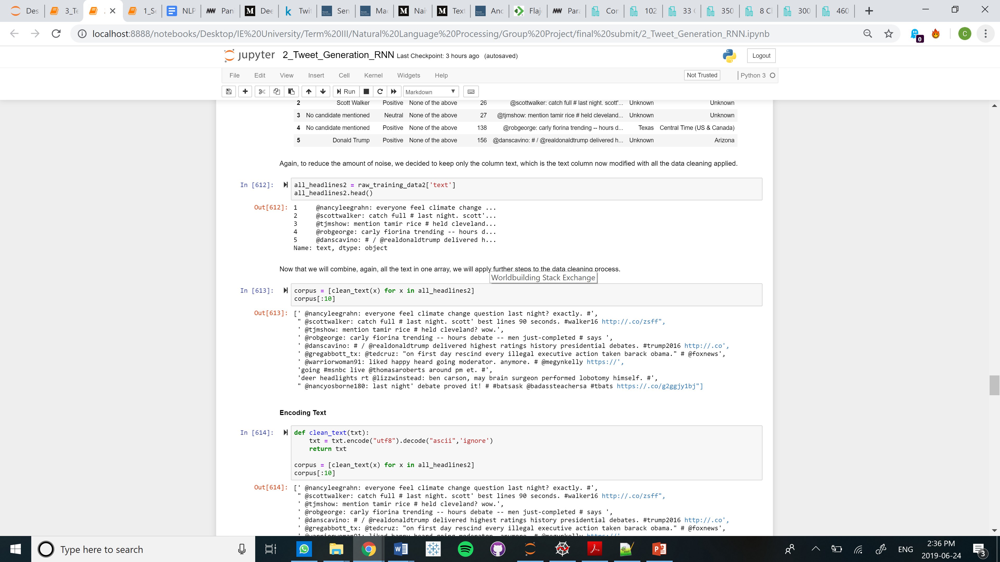 Des
3_Te
1_Se
NLP
Pan
Dee
Twit
Sen
Mac
Nai
Text
Anc
Flaj
Para
Cor
102
33
350
8 Cl
300
460
localhost:8888/notebooks/Desktop/IE%20University/Term%20III/Natural%20Language%20Processing/Group%20Project/final%20submit/2_Tweet_Generation_RNN.ipynb
0
C
jupyter 2_Tweet_Generation_RNN Last Checkpoint: 3 hours ago (autosaved)
Logout
File Edit View Insert Cell Kernel Widgets Help
Not Trusted
Python 3
Run
Markdown
2 Scott Walker Positive None of the above 26 @scottwalker: catch full # last night. scott'... Unknown Unknown
3 No candidate mentioned Neutral None of the above 27 @tjmshow: mention tamir rice # held cleveland... Unknown Unknown
4 No candidate mentioned Positive None of the above 138 @robgeorge: carly fiorina trending -- hours d... Texas Central Time (US & Canada)
5 Donald Trump Positive None of the above 156 @danscavino: # / @realdonaldtrump delivered h... Unknown Arizona
Again, to reduce the amount of noise, we decided to keep only the column text, which is the text column now modified with all the data cleaning applied.
In [612]: all_headlines2 = raw_training_data2['text']
all_headlines2.head()
Out[612]: 1 @nancyleegrahn: everyone feel climate change ...
2 @scottwalker: catch full # last night. scott'...
3 @tjmshow: mention tamir rice # held cleveland...
4 @robgeorge: carly fiorina trending -- hours d...
5 @danscavino: # / @realdonaldtrump delivered h...
Name: text, dtype: object
Now that we will combine, again, all the text in one array, we will apply further steps to the data cleaning process.
Worldbuilding Stack Exchange
In [613]: corpus = [clean_text(x) for x in all_headlines2]
corpus[:10]
Out[613]: [' @nancyleegrahn: everyone feel climate change question last night? exactly. #',
" @scottwalker: catch full # last night. scott' best lines 90 seconds. #walker16 http://.co/zsff",
' @tjmshow: mention tamir rice # held cleveland? wow.',
' @robgeorge: carly fiorina trending -- hours debate -- men just-completed # says ',
' @danscavino: # / @realdonaldtrump delivered highest ratings history presidential debates. #trump2016 http://.co',
' @gregabbott_tx: @tedcruz: "on first day rescind every illegal executive action taken barack obama." # @foxnews',
' @warriorwoman91: liked happy heard going moderator. anymore. # @megynkelly https://',
'going #msnbc live @thomasaroberts around pm et. #',
'deer headlights rt @lizzwinstead: ben carson, may brain surgeon performed lobotomy himself. #',
" @nancyosborne180: last night' debate proved it! # #batsask @badassteachersa #tbats https://.co/g2ggjy1bj"]
Encoding Text
In [614]: def clean_text(txt):
txt = txt.encode("utf8").decode("ascii",'ignore')
return txt
corpus = [clean_text(x) for x in all_headlines2]
corpus[:10]
Out[614]: [' @nancyleegrahn: everyone feel climate change question last night? exactly. #',
" @scottwalker: catch full # last night. scott' best lines 90 seconds. #walker16 http://.co/zsff",
' @tjmshow: mention tamir rice # held cleveland? wow.',
' @robgeorge: carly fiorina trending -- hours debate -- men just-completed # says ',
' @danscavino: # / @realdonaldtrump delivered highest ratings history presidential debates. #trump2016 http://.co',
' @gregabbott_tx: @tedcruz: "on first day rescind every illegal executive action taken barack obama." # @foxnews',
' @warriorwoman91: liked happy heard going moderator. anymore. # @megynkelly https://'
Type here to search
ENG
2:36 PM
2019-06-24
3